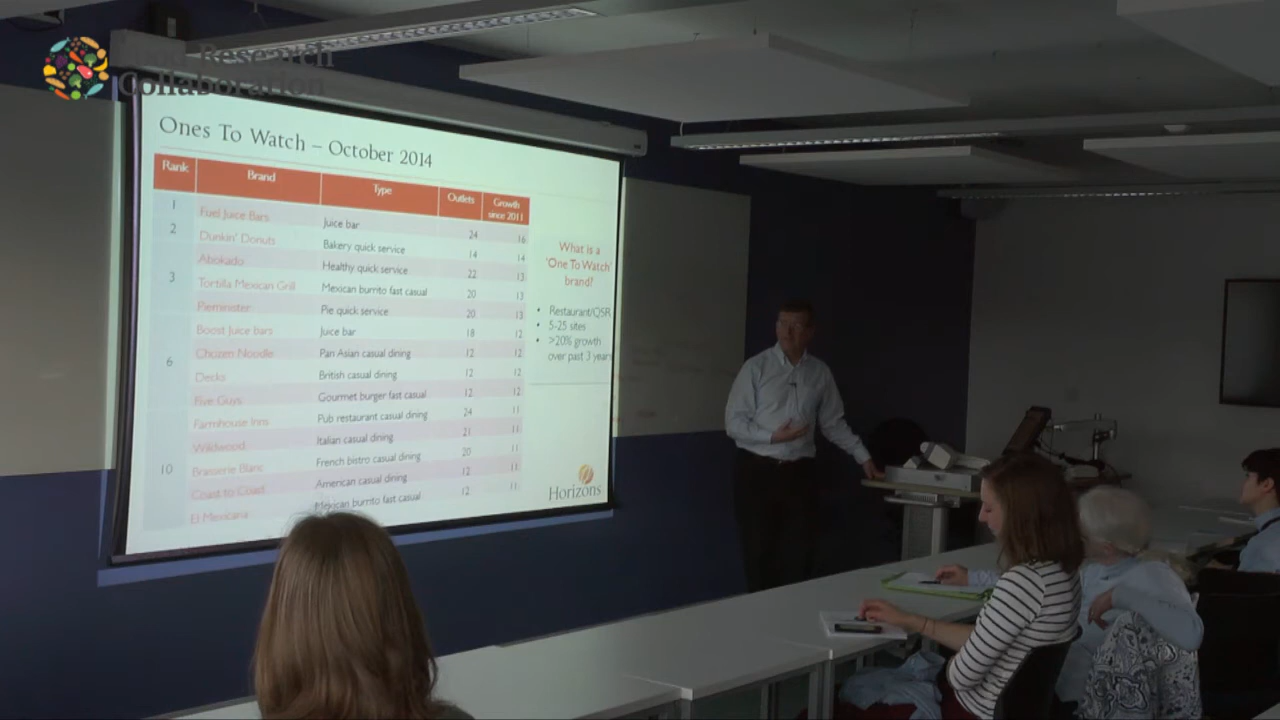 Research
Collaboration
Ones To Watch – October 2014
Rank Brand Type Outlets Growth since 2011
1 Fuel Juice Bars Juice bar 24 16
2 Dunkin' Donuts Bakery quick service 14 14
Abokado Healthy quick service 22 13
3 Tortilla Mexican Grill Mexican burrito fast casual 20 13
Pieminister Pie quick service 20 13
Boost Juice bars Juice bar 18 12
Chozen Noodle Pan Asian casual dining 12 12
6 Decks British casual dining 12 12
Five Guys Gourmet burger fast casual 12 12
Farmhouse Inns Pub restaurant casual dining 24 11
Wildwood Italian casual dining 21 11
10 Brasserie Blanc French bistro casual dining 20 11
Coast to Coast American casual dining 12 11
El Mexicana Mexican burrito fast casual 12 11
What is a
'One To Watch'
brand?
• Restaurant/QSR
• 5-25 sites
• >20% growth
over past 3 years
Horizons